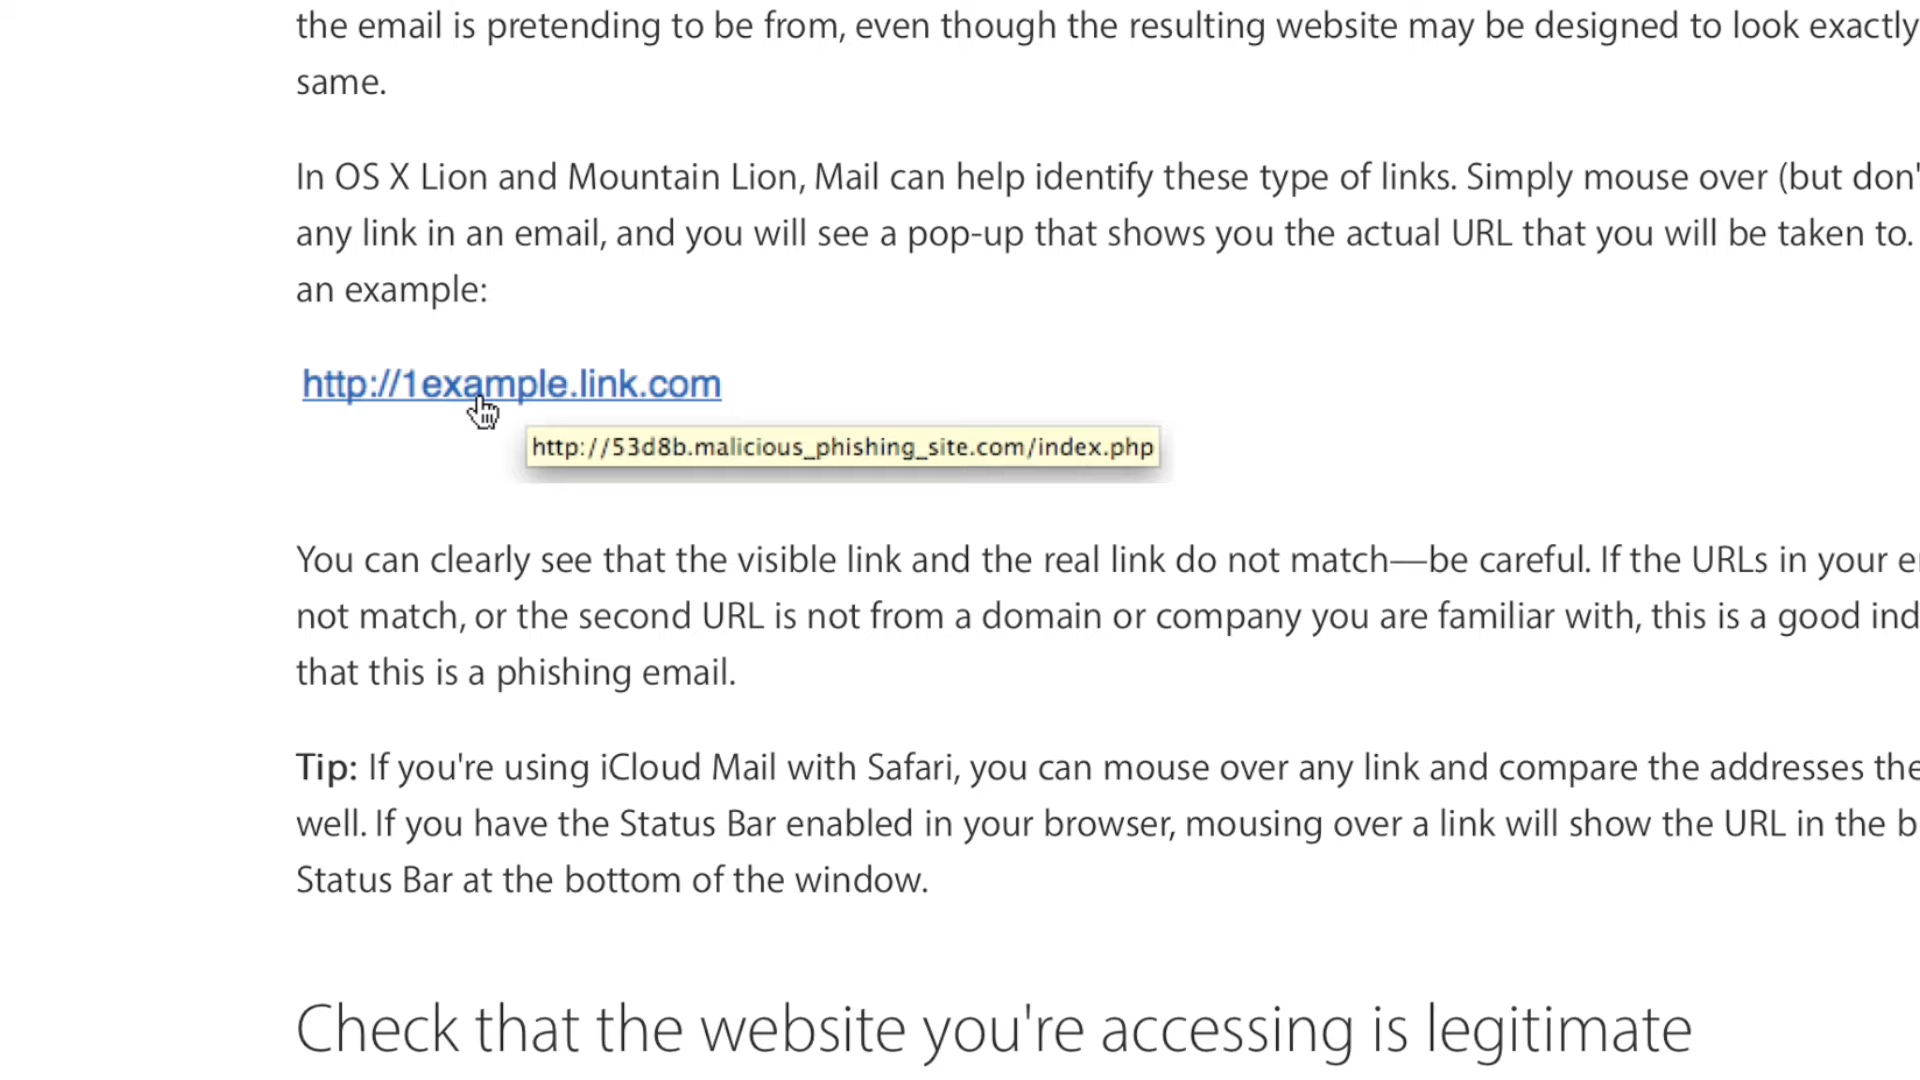 the email is pretending to be from, even though the resulting website may be designed to look exactly
same.
In OS X Lion and Mountain Lion, Mail can help identify these type of links. Simply mouse over (but don'
any link in an email, and you will see a pop-up that shows you the actual URL that you will be taken to.
an example:
http://1example.link.com
http://53d8b.malicious_phishing_site.com/index.php
You can clearly see that the visible link and the real link do not match—be careful. If the URLs in your e
not match, or the second URL is not from a domain or company you are familiar with, this is a good ind
that this is a phishing email.
Tip: If you're using iCloud Mail with Safari, you can mouse over any link and compare the addresses the
well. If you have the Status Bar enabled in your browser, mousing over a link will show the URL in the b
Status Bar at the bottom of the window.
Check that the website you're accessing is legitimate